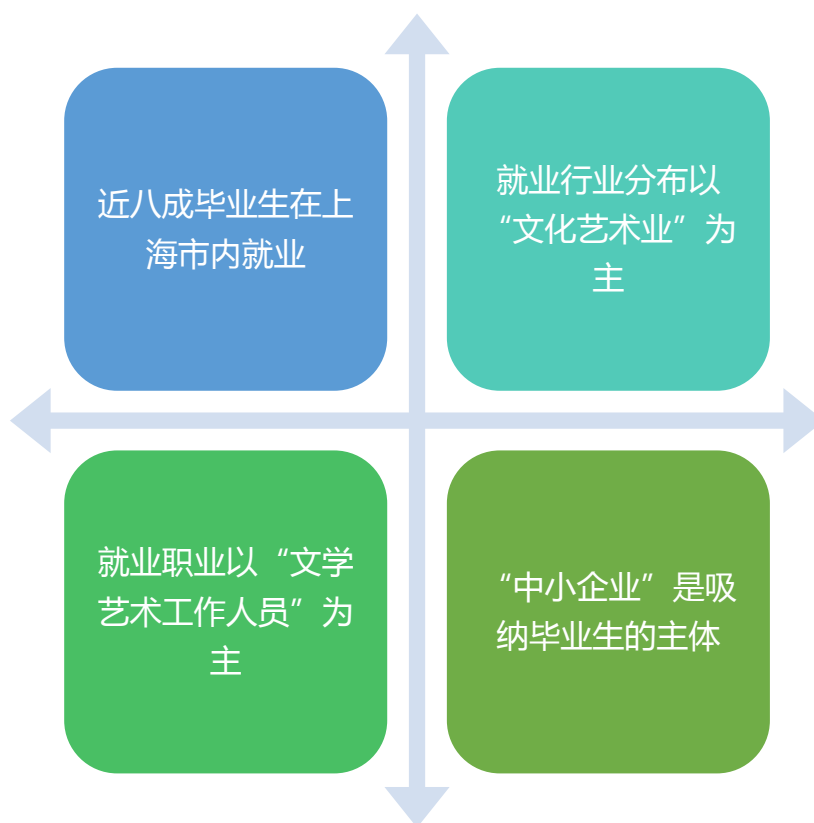 近八成毕业生在上
海市内就业
就业行业分布以
“文化艺术业”为
主
就业职业以“文学
艺术工作人员”为
主
“中小企业”是吸
纳毕业生的主体